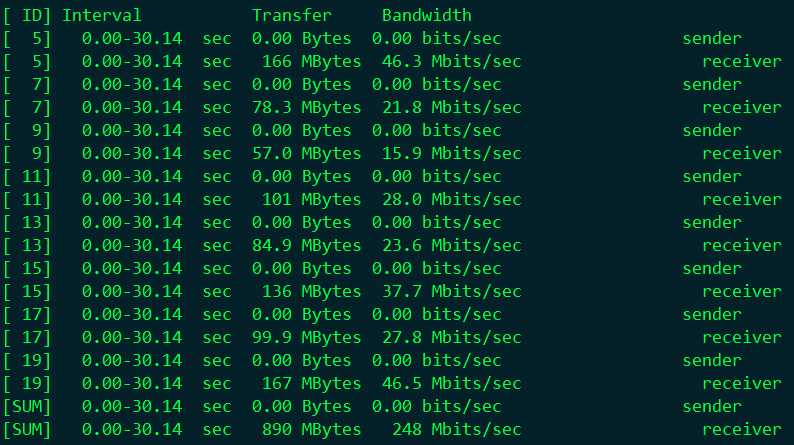 [ ID] Interval           Transfer     Bandwidth
[  5]   0.00-30.14  sec  0.00 Bytes  0.00 bits/sec                  sender
[  5]   0.00-30.14  sec   166 MBytes  46.3 Mbits/sec                  receiver
[  7]   0.00-30.14  sec  0.00 Bytes  0.00 bits/sec                  sender
[  7]   0.00-30.14  sec  78.3 MBytes  21.8 Mbits/sec                  receiver
[  9]   0.00-30.14  sec  0.00 Bytes  0.00 bits/sec                  sender
[  9]   0.00-30.14  sec  57.0 MBytes  15.9 Mbits/sec                  receiver
[ 11]   0.00-30.14  sec  0.00 Bytes  0.00 bits/sec                  sender
[ 11]   0.00-30.14  sec   101 MBytes  28.0 Mbits/sec                  receiver
[ 13]   0.00-30.14  sec  0.00 Bytes  0.00 bits/sec                  sender
[ 13]   0.00-30.14  sec  84.9 MBytes  23.6 Mbits/sec                  receiver
[ 15]   0.00-30.14  sec  0.00 Bytes  0.00 bits/sec                  sender
[ 15]   0.00-30.14  sec   136 MBytes  37.7 Mbits/sec                  receiver
[ 17]   0.00-30.14  sec  0.00 Bytes  0.00 bits/sec                  sender
[ 17]   0.00-30.14  sec  99.9 MBytes  27.8 Mbits/sec                  receiver
[ 19]   0.00-30.14  sec  0.00 Bytes  0.00 bits/sec                  sender
[ 19]   0.00-30.14  sec   167 MBytes  46.5 Mbits/sec                  receiver
[SUM]   0.00-30.14  sec  0.00 Bytes  0.00 bits/sec                  sender
[SUM]   0.00-30.14  sec   890 MBytes   248 Mbits/sec                  receiver